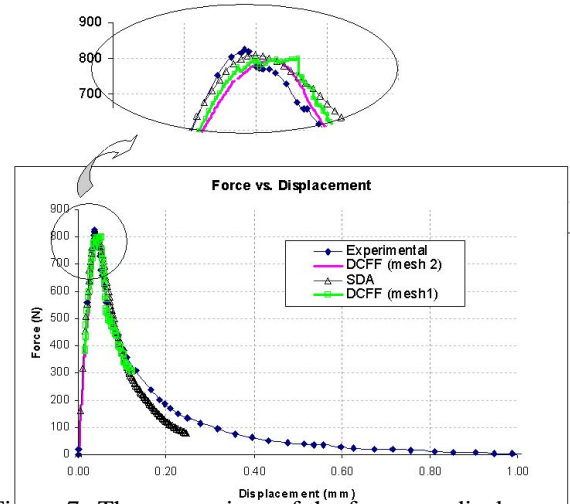 900
800
700
Force vs. Displacement
900
800
700
600
500
400
300
200
100
0
Force (N)
Experimental
DCFF (mesh 2)
SDA
DCFF (mesh1)
0.00 0.20 0.40 0.60 0.80 1.00
Displacement (mm)